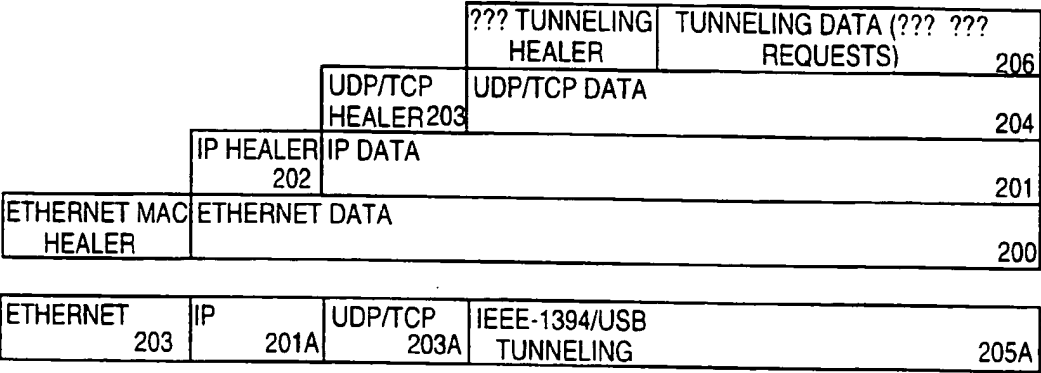 ??? TUNNELING HEALER
TUNNELING DATA (??? ??? REQUESTS) 206
UDP/TCP HEALER 203
UDP/TCP DATA 204
IP HEALER 202
IP DATA 201
ETHERNET MAC HEALER
ETHERNET DATA 200
ETHERNET 203
IP 201A
UDP/TCP 203A
IEEE-1394/USB TUNNELING 205A